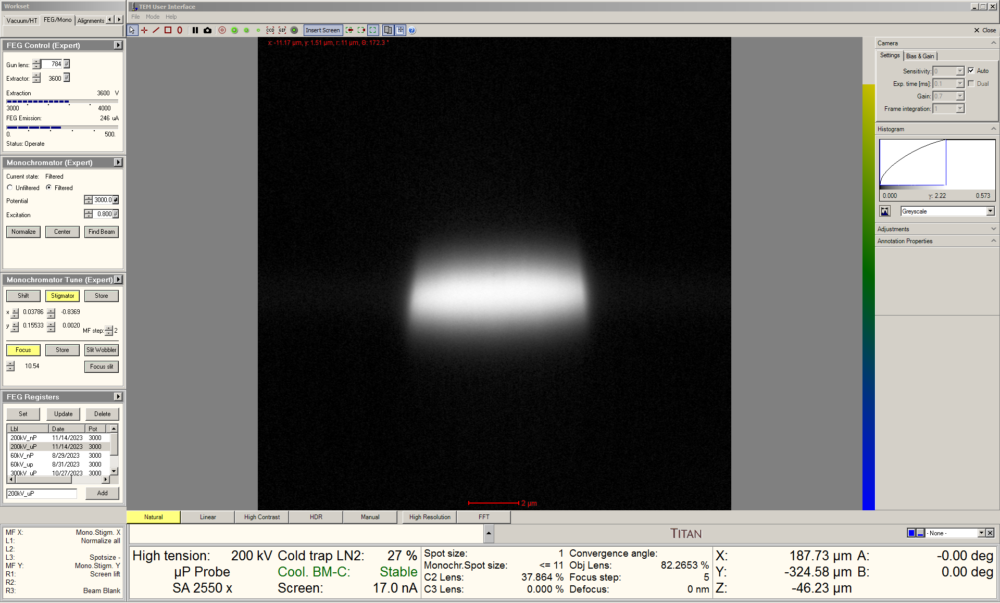 Workset
Vacuum/HT FEG/Mono Alignments
FEG Control (Expert)
Gun lens: 784
Extractor: 3600
Extraction 3600 V
3000 4000
FEG Emission: 246 uA
0. 500.
Status: Operate
Monochromator (Expert)
Current state: Filtered
Unfiltered Filtered
Potential 3000.0
Excitation 0.800
Normalize Center Find Beam
Monochromator Tune (Expert)
Shift Stigmator Store
x 0.03786 -0.8369
y 0.15533 0.0020
MF step: 2
Focus Store Slit Wobbler
10.54 Focus slit
FEG Registers
Set Update Delete
Lbl Date Pot
200kV_nP 11/14/2023 3000
200kV_uP 11/14/2023 3000
60kV_nP 8/29/2023 3000
60kV_up 8/31/2023 3000
300kV_uP 10/27/2023 3000
200kV_uP Add
MF X: Mono.Stigm. X
L1: Normalize all
L2:
L3: Spotsize -
MF Y: Mono.Stigm. Y
R1: Screen lift
R2:
R3: Beam Blank
TEM User Interface
File Mode Help
CCD GIF Insert Screen Close
x: -11.17 µm, y: 1.51 µm, r: 11 µm, Θ: 172.3 °
2 µm
Natural Linear High Contrast HDR Manual High Resolution FFT
Camera
Settings Bias & Gain
Sensitivity: 0 Auto
Exp. time [ms]: 0.1 Dual
Gain: 0.7
Frame integration: 1
Histogram
0.000 γ: 2.22 0.573
Greyscale
Adjustments
Annotation Properties
TITAN
- None -
High tension: 200 kV Cold trap LN2: 27 %
µP Probe Cool. BM-C: Stable
SA 2550 x Screen: 17.0 nA
Spot size: 1 Convergence angle:
Monochr.Spot size: <= 11 Obj Lens: 82.2653 %
C2 Lens: 37.864 % Focus step: 5
C3 Lens: 0.000 % Defocus: 0 nm
X: 187.73 µm A: -0.00 deg
Y: -324.58 µm B: 0.00 deg
Z: -46.23 µm